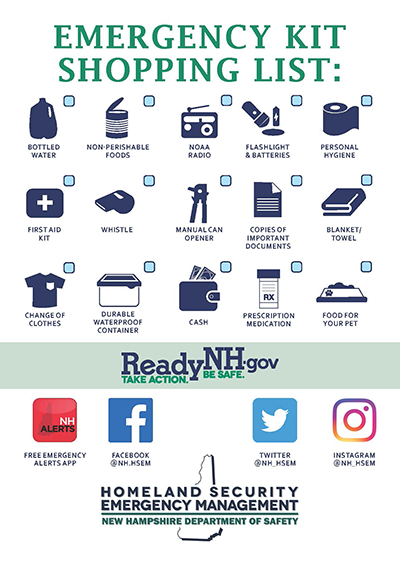 EMERGENCY KIT
SHOPPING LIST:
BOTTLED
WATER
NON-PERISHABLE
FOODS
NOAA
RADIO
FLASHLIGHT
& BATTERIES
PERSONAL
HYGIENE
FIRST AID
KIT
WHISTLE
MANUAL CAN
OPENER
COPIES OF
IMPORTANT
DOCUMENTS
BLANKET/
TOWEL
CHANGE OF
CLOTHES
DURABLE
WATERPROOF
CONTAINER
CASH
RX
PRESCRIPTION
MEDICATION
FOOD FOR
YOUR PET
ReadyNH.gov
TAKE ACTION. BE SAFE.
NH
ALERTS
FREE EMERGENCY
ALERTS APP
FACEBOOK
@NH.HSEM
TWITTER
@NH_HSEM
INSTAGRAM
@NH_HSEM
HOMELAND SECURITY
EMERGENCY MANAGEMENT
NEW HAMPSHIRE DEPARTMENT OF SAFETY